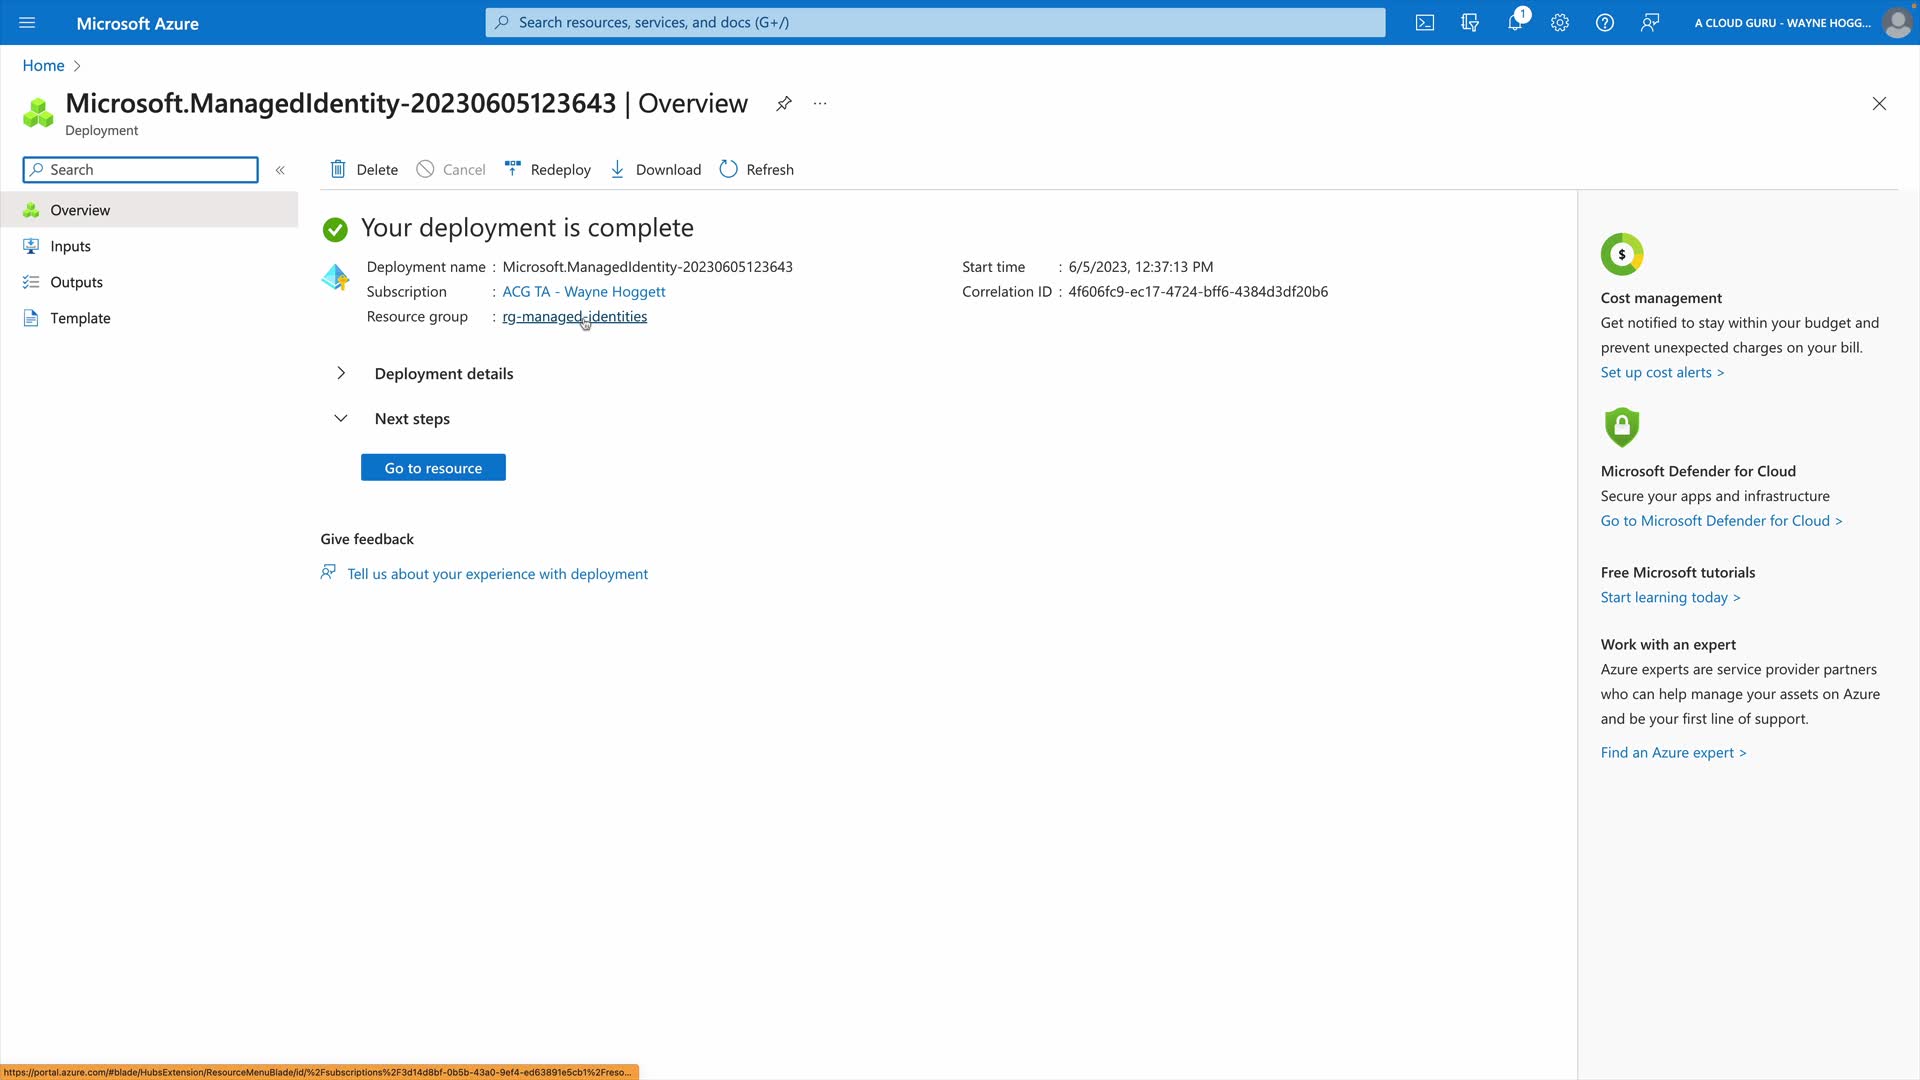 Microsoft Azure
Search resources, services, and docs (G+/)
1
A CLOUD GURU - WAYNE HOGG...
Home
Microsoft.ManagedIdentity-20230605123643 | Overview
Deployment
Search
Delete
Cancel
Redeploy
Download
Refresh
Overview
Inputs
Outputs
Template
Your deployment is complete
Deployment name : Microsoft.ManagedIdentity-20230605123643
Subscription : ACG TA - Wayne Hoggett
Resource group : rg-managed-identities
Start time : 6/5/2023, 12:37:13 PM
Correlation ID : 4f606fc9-ec17-4724-bff6-4384d3df20b6
Deployment details
Next steps
Go to resource
Give feedback
Tell us about your experience with deployment
$
Cost management
Get notified to stay within your budget and
prevent unexpected charges on your bill.
Set up cost alerts >
Microsoft Defender for Cloud
Secure your apps and infrastructure
Go to Microsoft Defender for Cloud >
Free Microsoft tutorials
Start learning today >
Work with an expert
Azure experts are service provider partners
who can help manage your assets on Azure
and be your first line of support.
Find an Azure expert >
https://portal.azure.com/#blade/HubsExtension/ResourceMenuBlade/id/%2Fsubscriptions%2F3d14d8bf-0b5b-43a0-9ef4-ed63891e5cb1%2Freso...